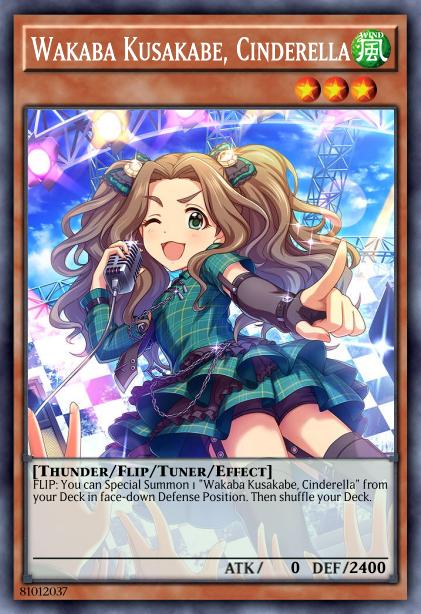 Wakaba Kusakabe, Cinderella
WIND
風
[Thunder/Flip/Tuner/Effect]
FLIP: You can Special Summon 1 "Wakaba Kusakabe, Cinderella" from
your Deck in face-down Defense Position. Then shuffle your Deck.
ATK/ 0 DEF/2400
81012037